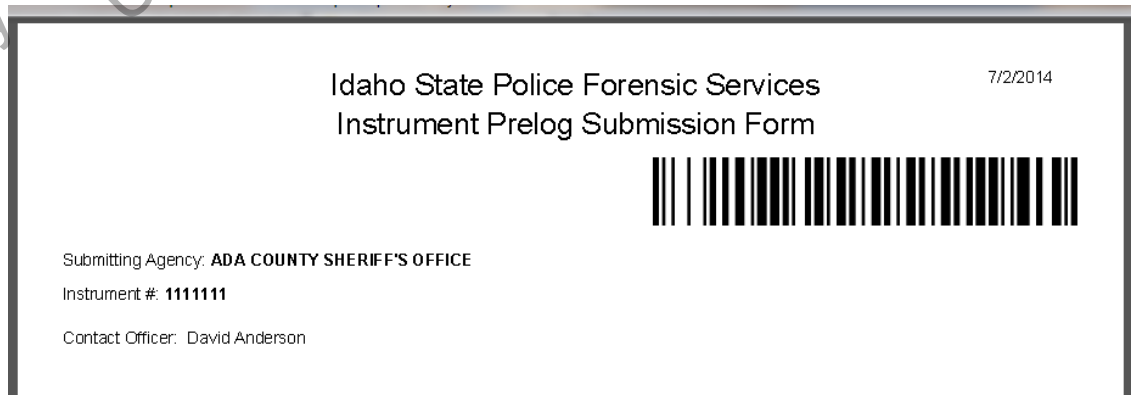 Idaho State Police Forensic Services
7/2/2014
Instrument Prelog Submission Form
Submitting Agency: ADA COUNTY SHERIFF'S OFFICE
Instrument #: 1111111
Contact Officer: David Anderson